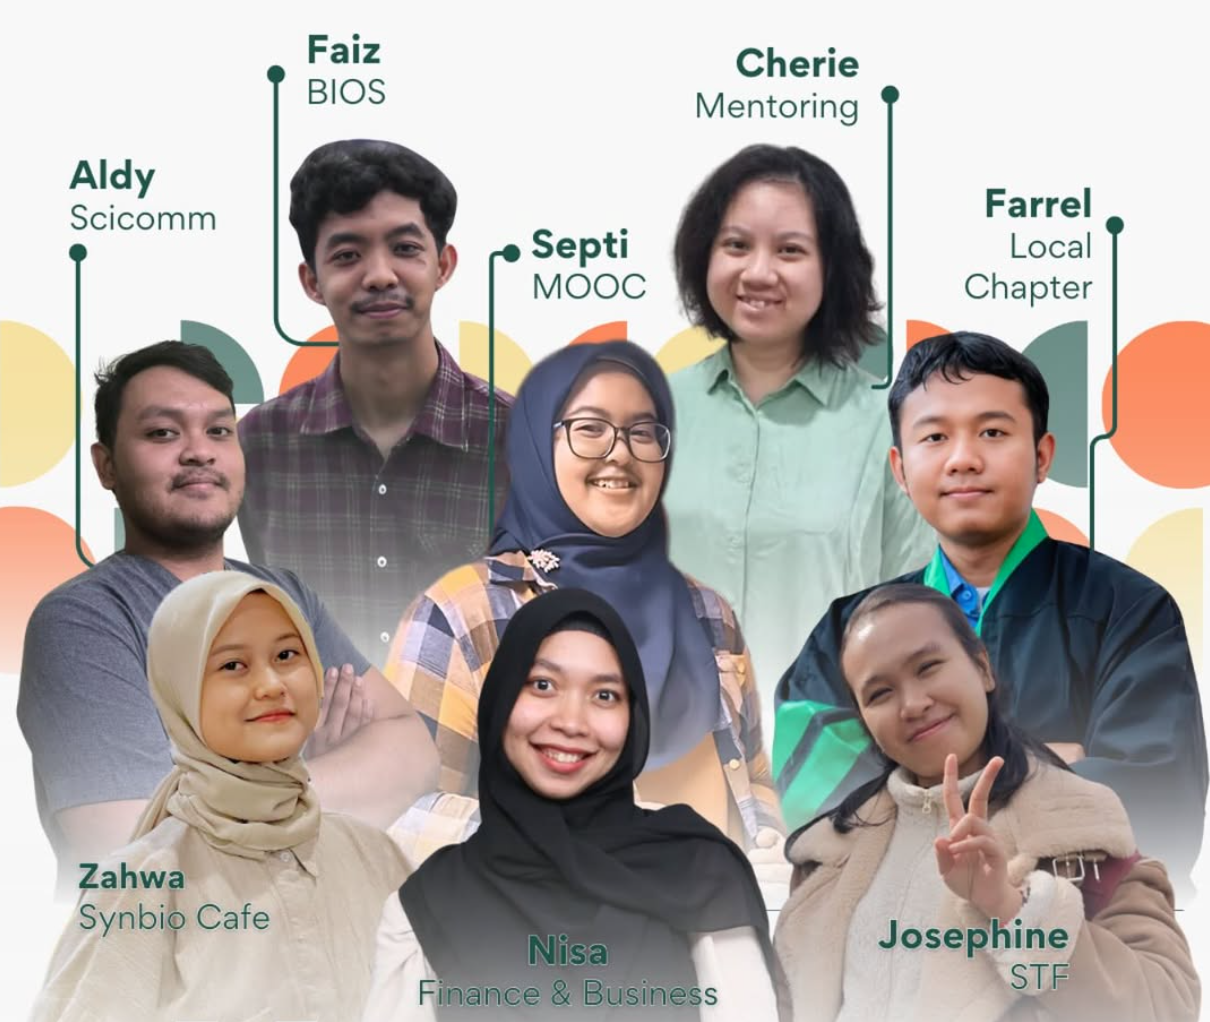 Faiz
BIOS
Cherie
Mentoring
Aldy
Scicomm
Septi
MOOC
Farrel
Local
Chapter
Zahwa
Synbio Cafe
Nisa
Finance & Business
Josephine
STF